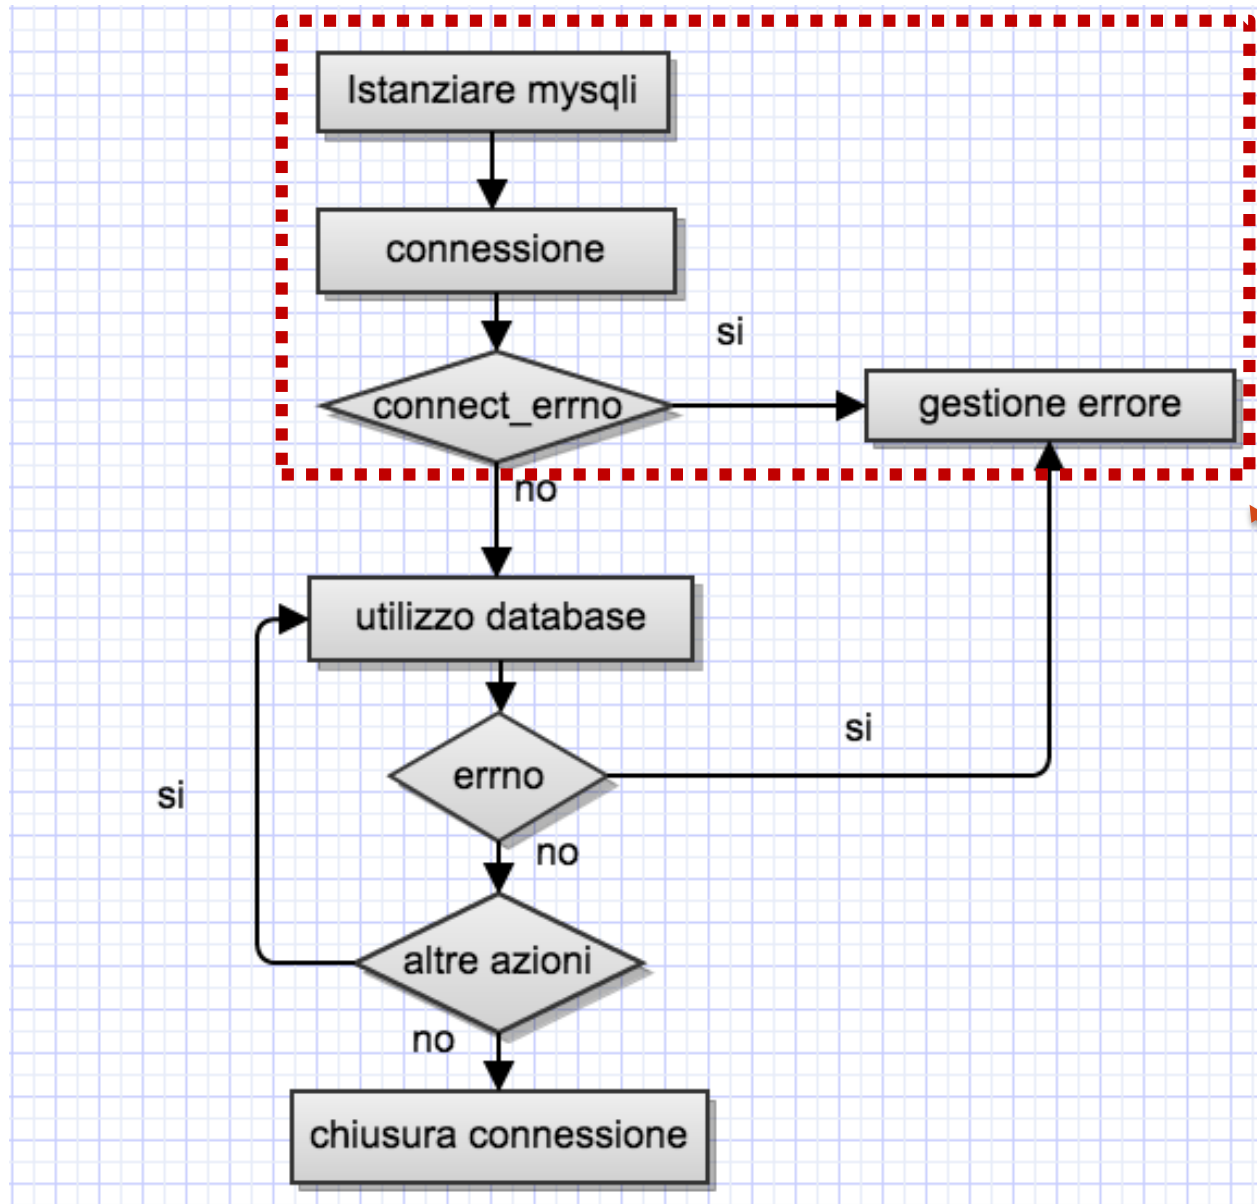 Istanziare mysqli
connessione
si
connect_errno
gestione errore
no
utilizzo database
si
errno
si
no
altre azioni
no
chiusura connessione